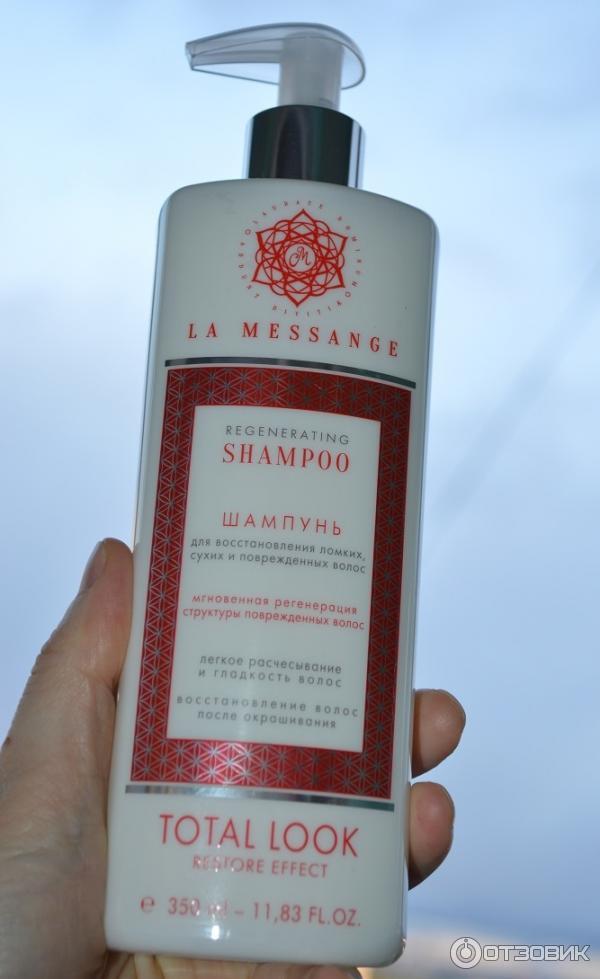 LA MESSANGE
REGENERATING
SHAMPOO
ШАМПУНЬ
для восстановления ломких,
сухих и поврежденных волос
мгновенная регенерация
структуры поврежденных волос
легкое расчесывание
и гладкость волос
восстановление волос
после окрашивания
TOTAL LOOK
RESTORE EFFECT
e 350 ml – 11,83 FL.OZ.
ОТЗОВИК